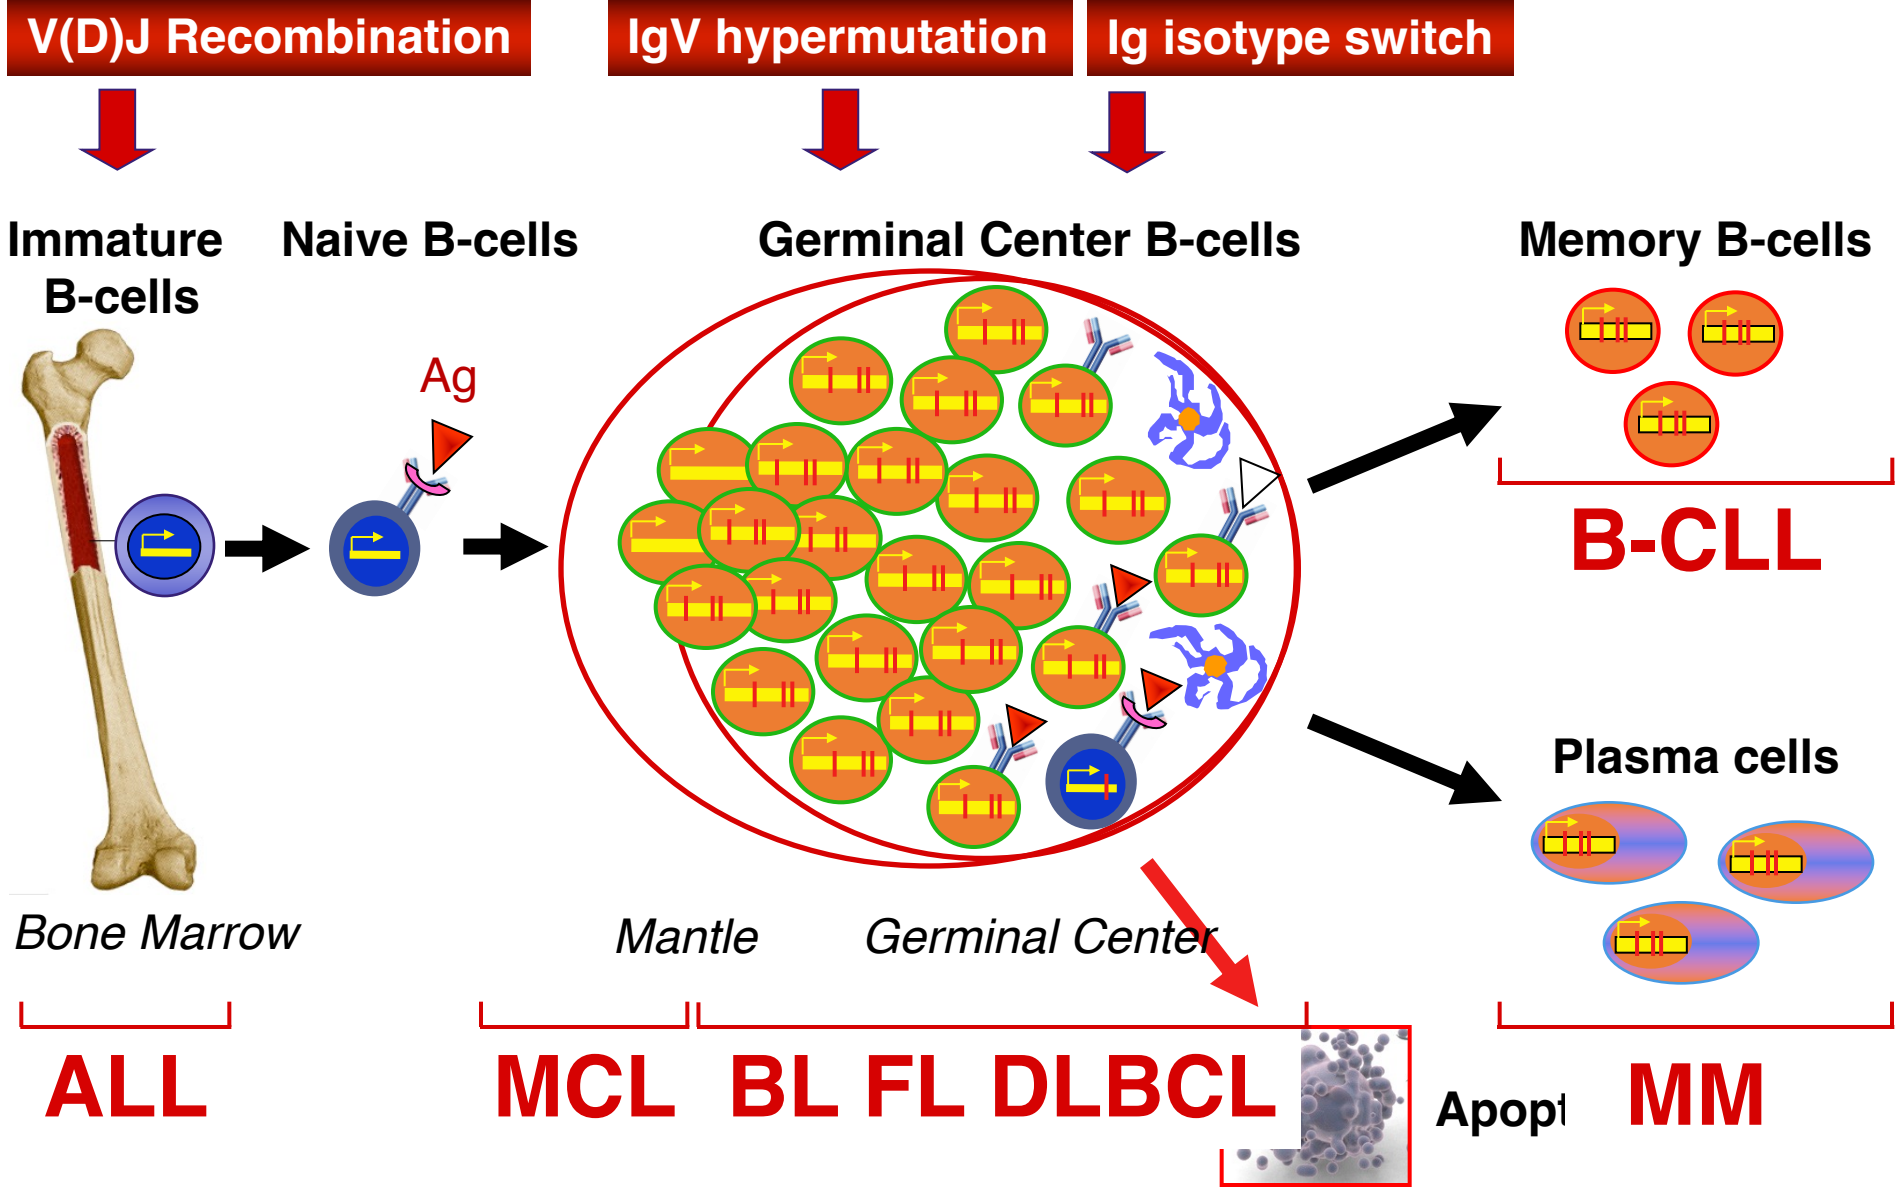 V(D)J Recombination
IgV hypermutation
Ig isotype switch
Immature
B-cells
Naive B-cells
Germinal Center B-cells
Memory B-cells
Ag
B-CLL
Plasma cells
Bone Marrow
Mantle
Germinal Center
ALL
MCL
BL FL DLBCL
MM